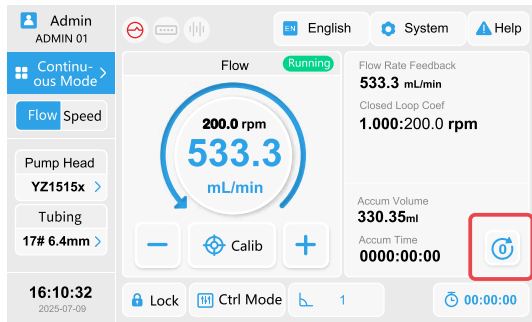 Admin
ADMIN 01
EN English
System
Help
Continu-
ous Mode
Flow Speed
Pump Head
YZ1515x
Tubing
17# 6.4mm
16:10:32
2025-07-09
Flow
Running
200.0 rpm
533.3
mL/min
Calib
Flow Rate Feedback
533.3 mL/min
Closed Loop Coef
1.000:200.0 rpm
Accum Volume
330.35ml
Accum Time
0000:00:00
0
Lock
Ctrl Mode
1
00:00:00